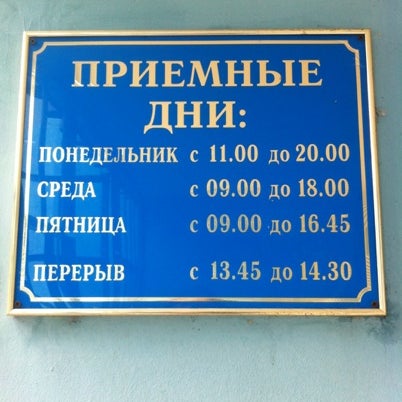 ПРИЕМНЫЕ
ДНИ:
ПОНЕДЕЛЬНИК с 11.00 до 20.00
СРЕДА с 09.00 до 18.00
ПЯТНИЦА с 09.00 до 16.45
ПЕРЕРЫВ с 13.45 до 14.30